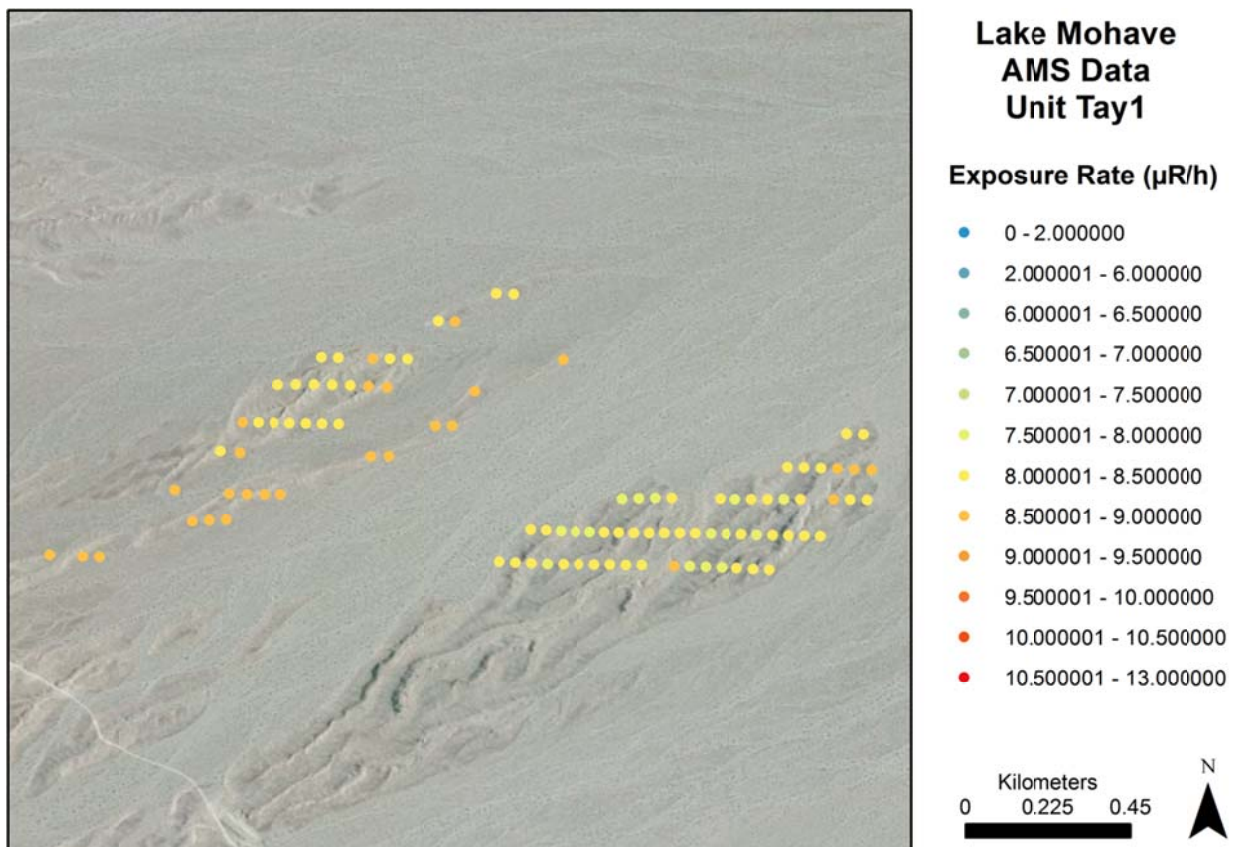 Lake Mohave
AMS Data
Unit Tay1
Exposure Rate (µR/h)
0 - 2.000000
2.000001 - 6.000000
6.000001 - 6.500000
6.500001 - 7.000000
7.000001 - 7.500000
7.500001 - 8.000000
8.000001 - 8.500000
8.500001 - 9.000000
9.000001 - 9.500000
9.500001 - 10.000000
10.000001 - 10.500000
10.500001 - 13.000000
Kilometers
0 0.225 0.45
N